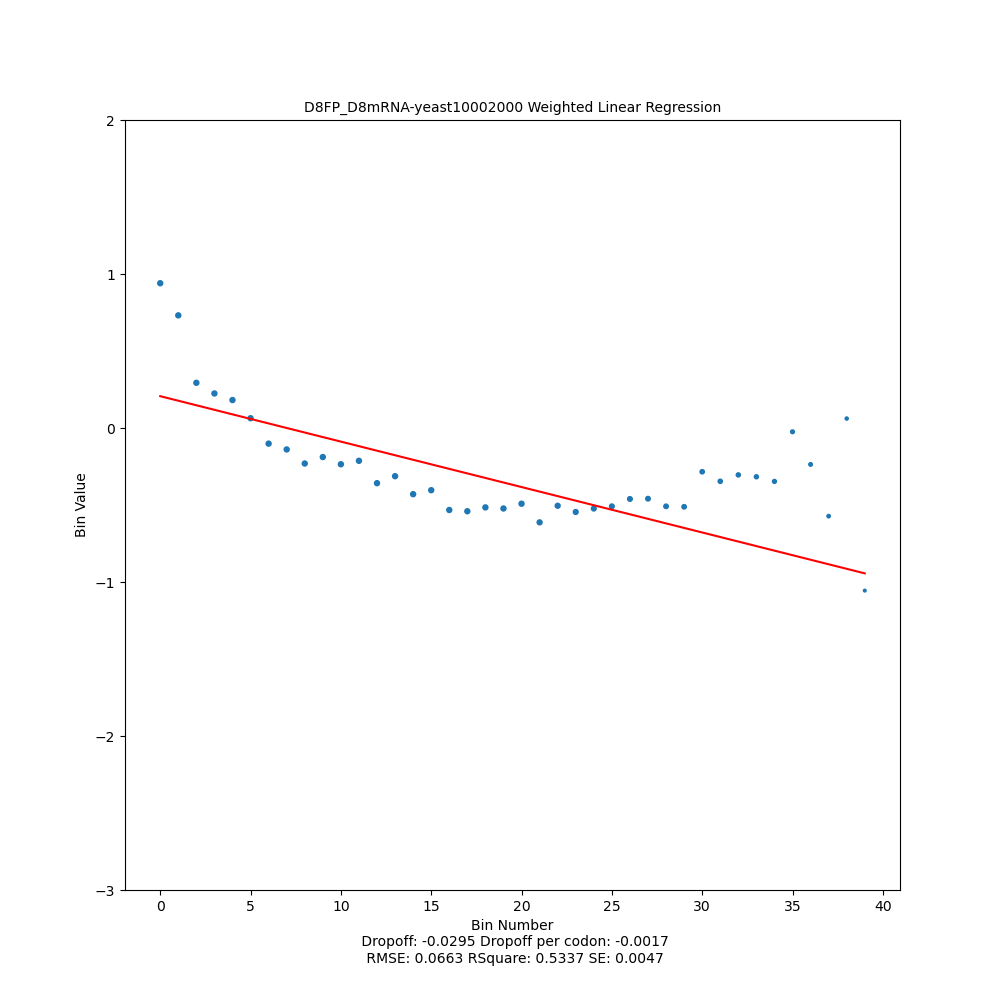 D8FP_D8mRNA-yeast10002000 Weighted Linear Regression
2
1
0
−1
−2
−3
Bin Value
0 5 10 15 20 25 30 35 40
Bin Number
Dropoff: -0.0295 Dropoff per codon: -0.0017
RMSE: 0.0663 RSquare: 0.5337 SE: 0.0047